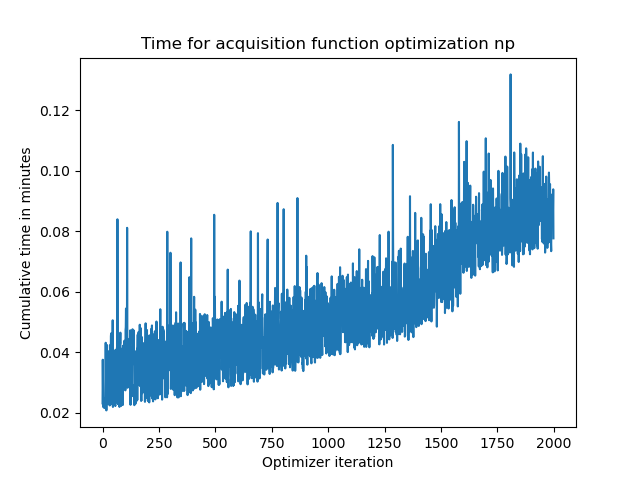 Time for acquisition function optimization np
Cumulative time in minutes
0.12
0.10
0.08
0.06
0.04
0.02
0 250 500 750 1000 1250 1500 1750 2000
Optimizer iteration